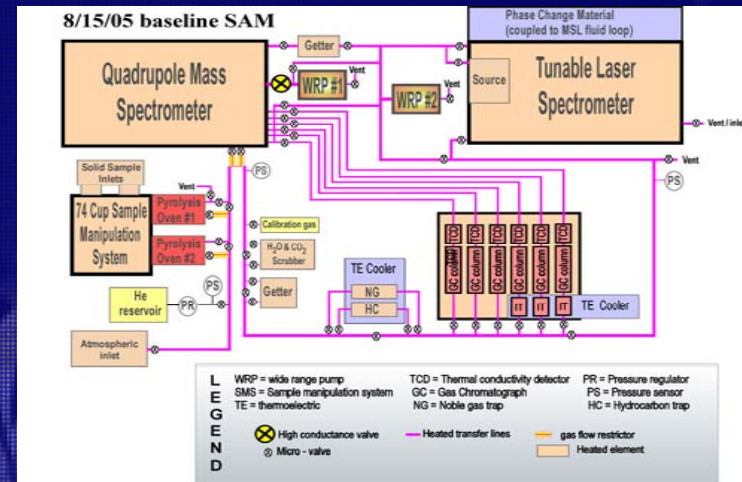 8/15/05 baseline SAM
Phase Change Material
(coupled to MSL fluid loop)
Getter
Quadrupole Mass
Spectrometer
WRP #1
Vent
WRP #2
Vent
Source
Tunable Laser
Spectrometer
Vent / inle
Vent
PS
PS
Solid Sample
Inlets
Vent
74 Cup Sample
Manipulation
System
Pyrolysis
Oven #1
Pyrolysis
Oven #2
Calibration gas
H2O & CO2
Scrubber
Getter
He
reservoir
PR
PS
Atmospheric
inlet
TE Cooler
NG
HC
TCD
TCD
TCD
TCD
TCD
TCD
GC column
GC column
GC column
GC column
GC column
GC column
IT
IT
IT
TE Cooler
LEGEND
WRP = wide range pump
SMS = Sample manipulation system
TE = thermoelectric
TCD = Thermal conductivity detector
GC = Gas Chromatograph
NG = Noble gas trap
PR = Pressure regulator
PS = Pressure sensor
HC = Hydrocarbon trap
High conductance valve
Micro - valve
Heated transfer lines
gas flow restrictor
Heated element